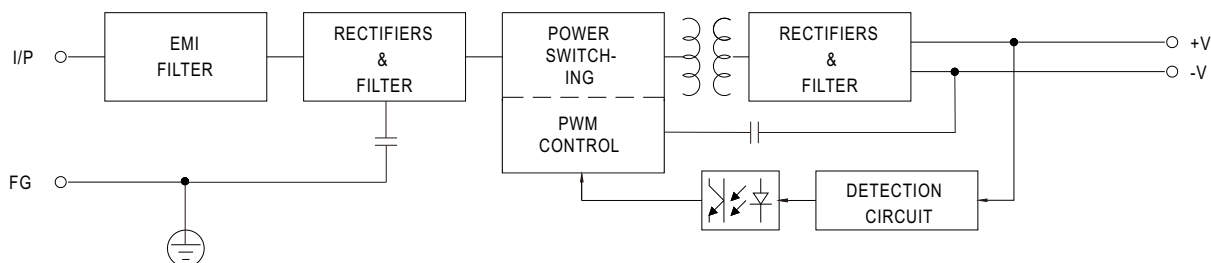 I/P
EMI
FILTER
RECTIFIERS
&
FILTER
POWER
SWITCH-
ING
PWM
CONTROL
RECTIFIERS
&
FILTER
+V
-V
FG
DETECTION
CIRCUIT